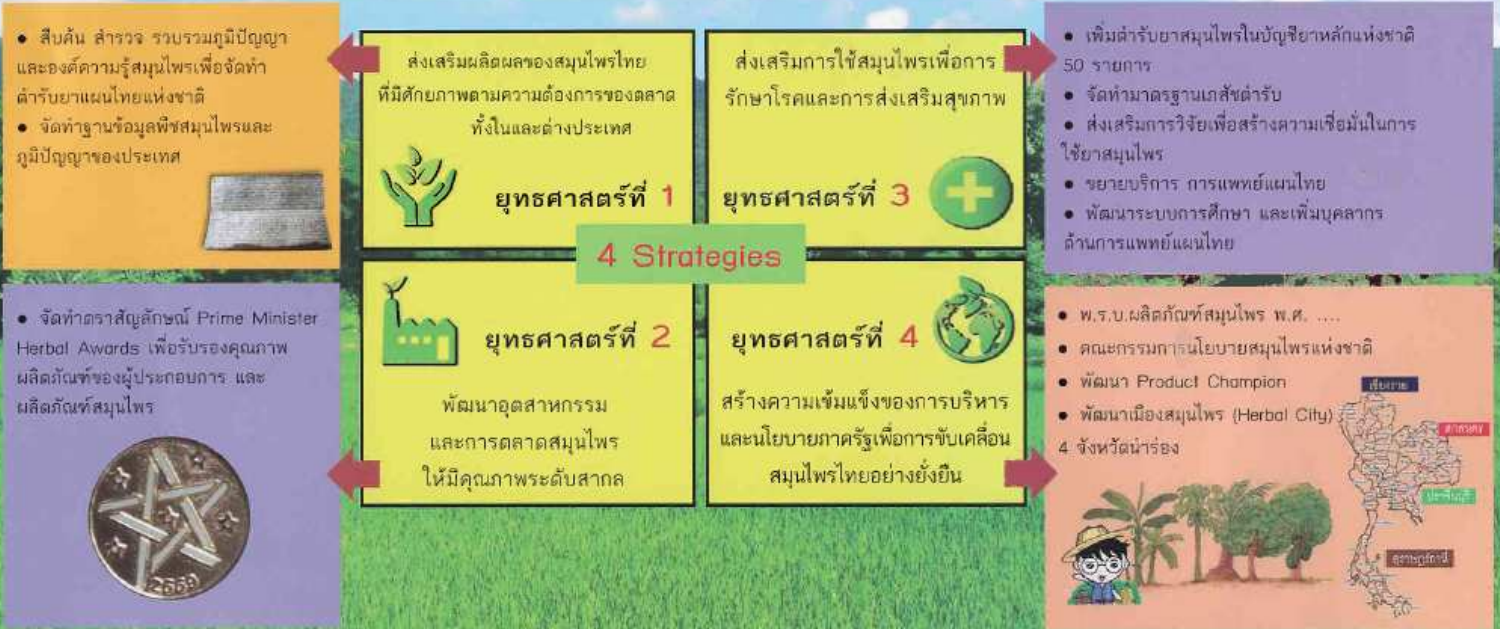 ● สืบค้น สำรวจ รวบรวมภูมิปัญญา
และองค์ความรู้สมุนไพรเพื่อจัดทำ
ตำรับยาแผนไทยแห่งชาติ
● จัดทำฐานข้อมูลพืชสมุนไพรและ
ภูมิปัญญาของประเทศ
ส่งเสริมผลิตผลของสมุนไพรไทย
ที่มีศักยภาพตามความต้องการของตลาด
ทั้งในและต่างประเทศ
ยุทธศาสตร์ที่ 1
ส่งเสริมการใช้สมุนไพรเพื่อการ
รักษาโรคและการส่งเสริมสุขภาพ
ยุทธศาสตร์ที่ 3
● เพิ่มตำรับยาสมุนไพรในบัญชียาหลักแห่งชาติ
50 รายการ
● จัดทำมาตรฐานเภสัชตำรับ
● ส่งเสริมการวิจัยเพื่อสร้างความเชื่อมั่นในการ
ใช้ยาสมุนไพร
● ขยายบริการ การแพทย์แผนไทย
● พัฒนาระบบการศึกษา และเพิ่มบุคลากร
ด้านการแพทย์แผนไทย
4 Strategies
● จัดทำตราสัญลักษณ์ Prime Minister
Herbal Awards เพื่อรับรองคุณภาพ
ผลิตภัณฑ์ของผู้ประกอบการ และ
ผลิตภัณฑ์สมุนไพร
2559
ยุทธศาสตร์ที่ 2
พัฒนาอุตสาหกรรม
และการตลาดสมุนไพร
ให้มีคุณภาพระดับสากล
ยุทธศาสตร์ที่ 4
สร้างความเข้มแข็งของการบริหาร
และนโยบายภาครัฐเพื่อการขับเคลื่อน
สมุนไพรไทยอย่างยั่งยืน
● พ.ร.บ.ผลิตภัณฑ์สมุนไพร พ.ศ. ....
● คณะกรรมการนโยบายสมุนไพรแห่งชาติ
● พัฒนา Product Champion
● พัฒนาเมืองสมุนไพร (Herbal City)
4 จังหวัดนำร่อง
เชียงราย
สกลนคร
ปราจีนบุรี
สุราษฎร์ธานี